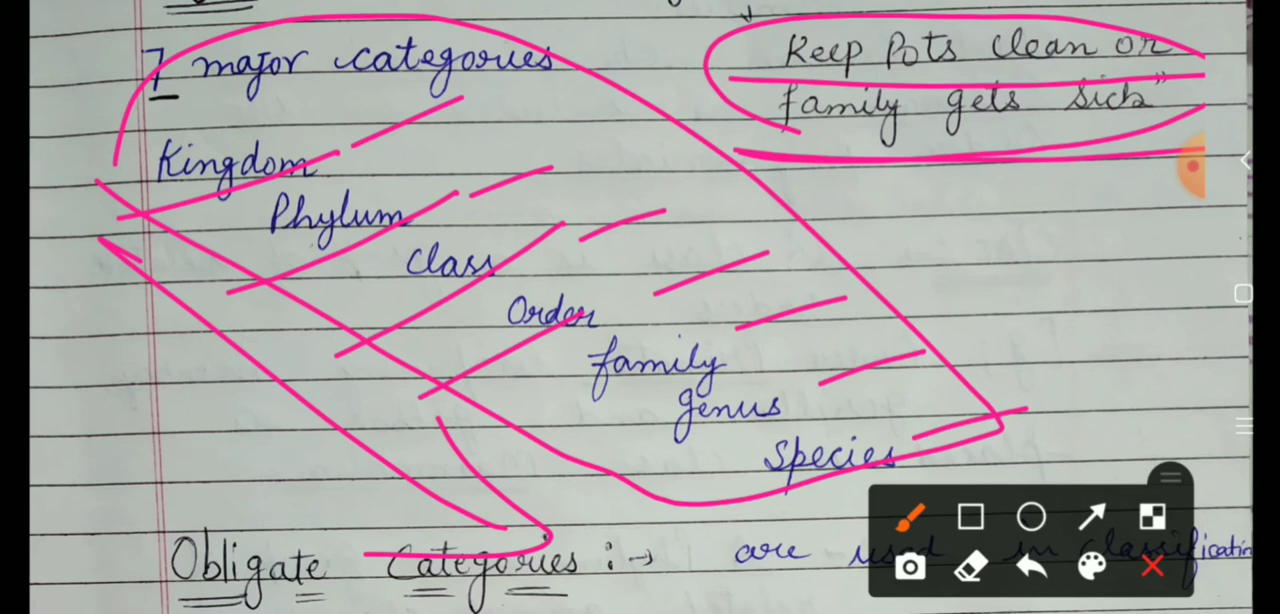 7 major categories
Keep Pots Clean or
family gets sick”
Kingdom
Phylum
Class
Order
family
genus
Species
Obligate Categories : → are used in classification